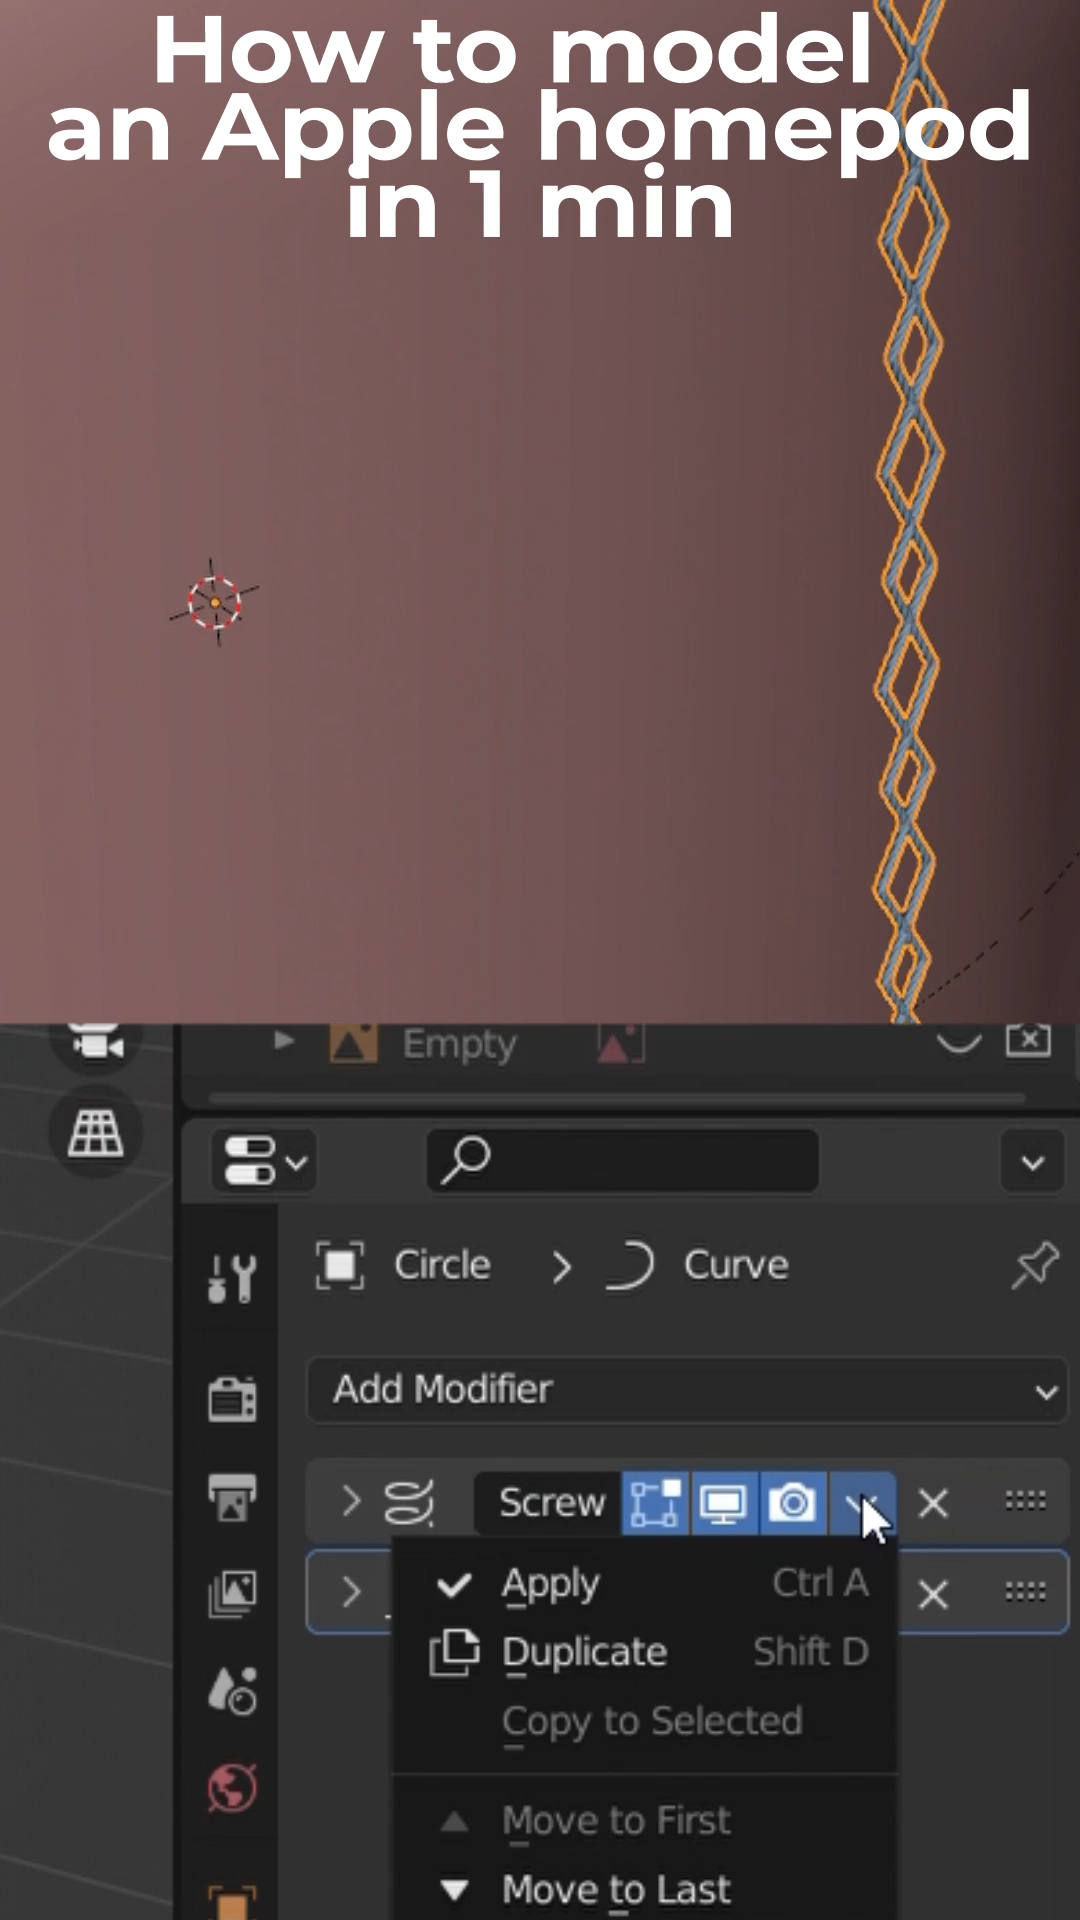 How to model
an Apple homepod
in 1 min
Empty
Circle > Curve
Add Modifier
Screw
Apply Ctrl A
Duplicate Shift D
Copy to Selected
Move to First
Move to Last